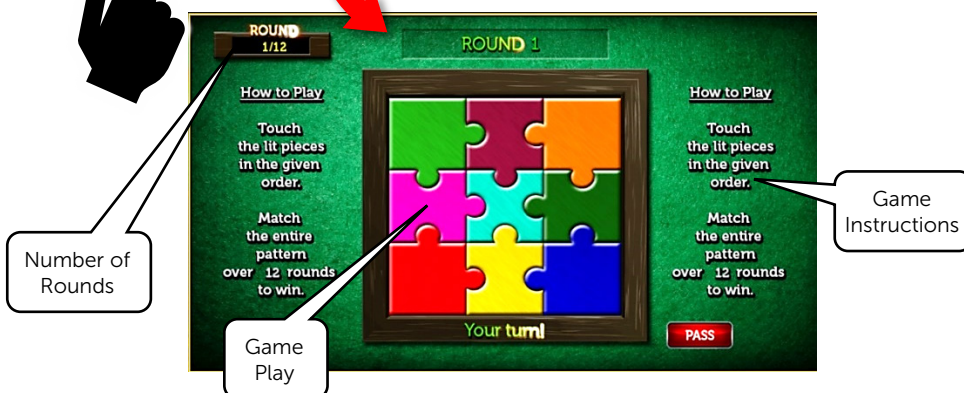 ROUND
1/12
ROUND 1
How to Play
Touch
the lit pieces
in the given
order.
Match
the entire
pattern
over 12 rounds
to win.
How to Play
Touch
the lit pieces
in the given
order.
Match
the entire
pattern
over 12 rounds
to win.
Your turn!
PASS
Number of
Rounds
Game
Play
Game
Instructions